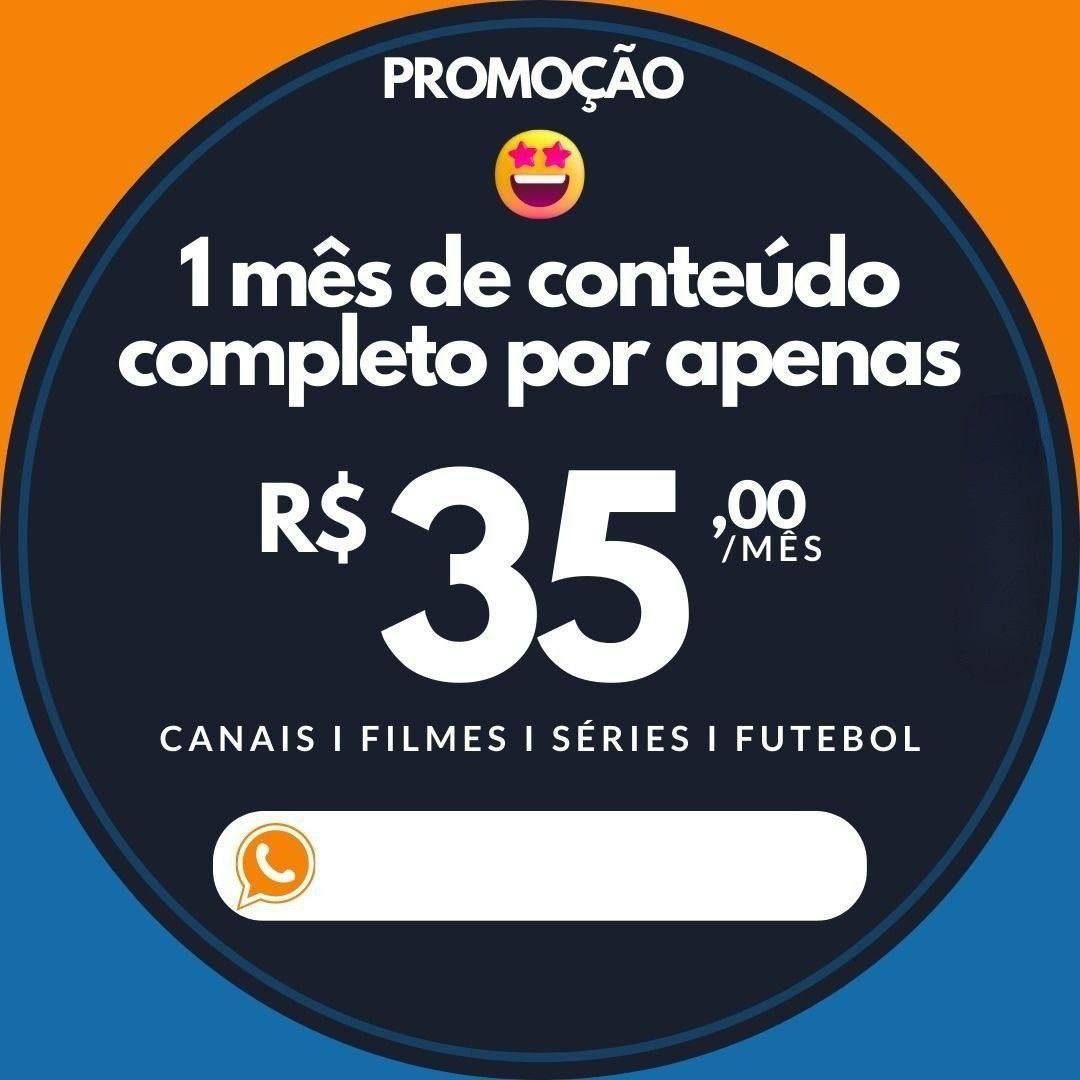 PROMOÇÃO
1 mês de conteúdo
completo por apenas
R$ 35 ,00
/MÊS
CANAIS I FILMES I SÉRIES I FUTEBOL